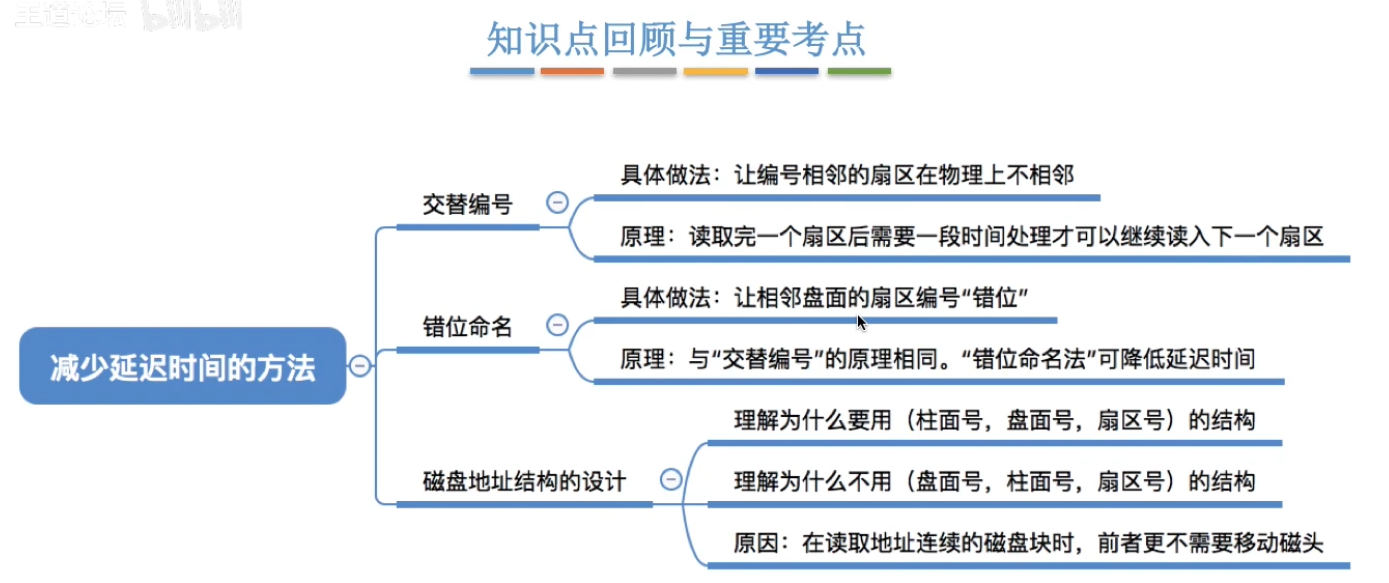 王道论坛 bilibili
知识点回顾与重要考点
具体做法：让编号相邻的扇区在物理上不相邻
交替编号
原理：读取完一个扇区后需要一段时间处理才可以继续读入下一个扇区
具体做法：让相邻盘面的扇区编号“错位”
错位命名
原理：与“交替编号”的原理相同。“错位命名法”可降低延迟时间
减少延迟时间的方法
理解为什么要用（柱面号，盘面号，扇区号）的结构
磁盘地址结构的设计
理解为什么不用（盘面号，柱面号，扇区号）的结构
原因：在读取地址连续的磁盘块时，前者更不需要移动磁头